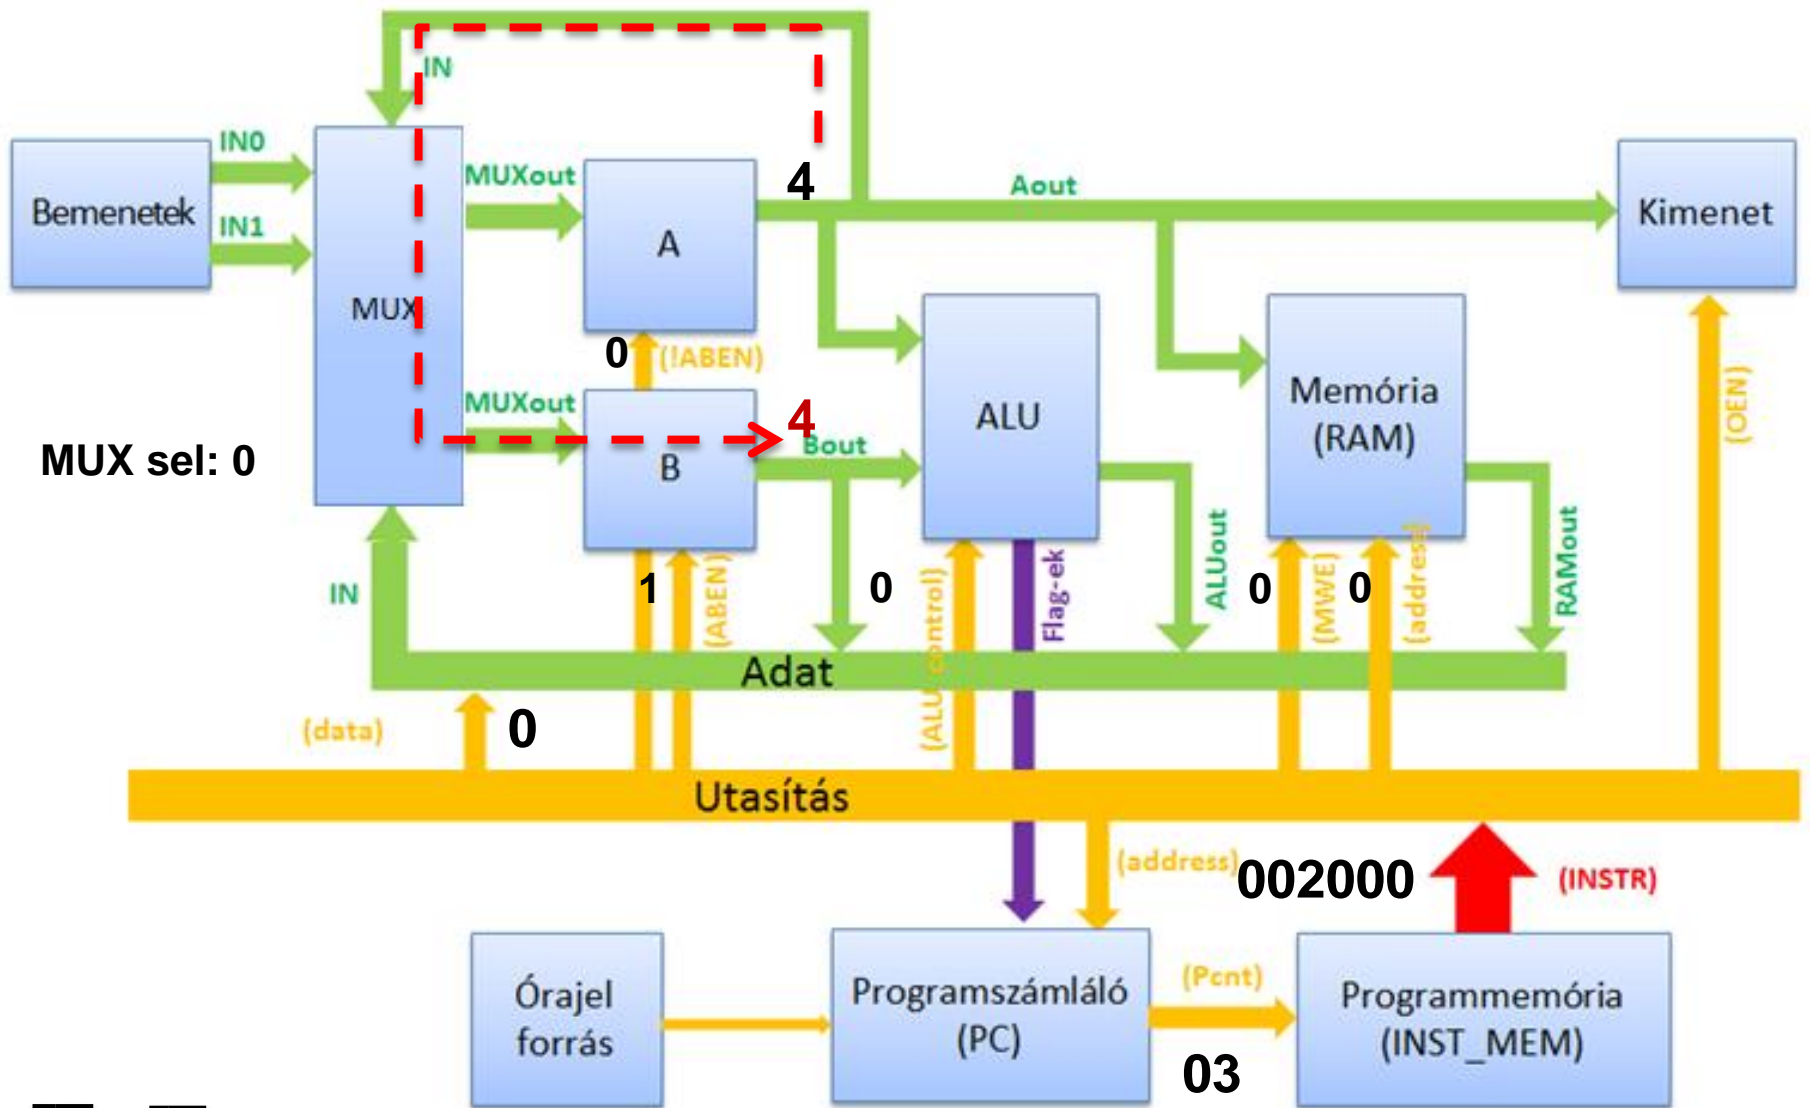 IN
IN0
Bemenetek
IN1
MUX
MUXout
A
4
Aout
Kimenet
0
(!ABEN)
MUXout
B
4
Bout
ALU
Memória
(RAM)
(OEN)
MUX sel: 0
IN
1
(ABEN)
0
(ALU control)
Flag-ek
ALUout
0
(MWE)
0
(address)
RAMout
Adat
(data)
0
Utasítás
(address)
002000
(INSTR)
Órajel
forrás
Programszámláló
(PC)
(Pcnt)
03
Programmemória
(INST_MEM)